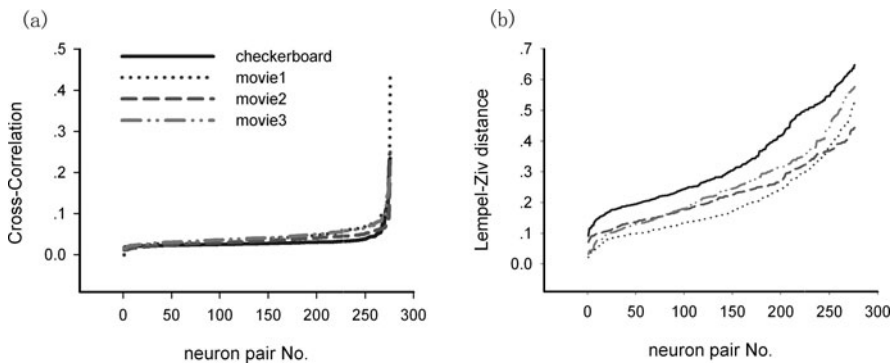 (a)
Cross-Correlation
.5
.4
.3
.2
.1
0.0
checkerboard
movie1
movie2
movie3
0 50 100 150 200 250 300
neuron pair No.
(b)
Lempel-Ziv distance
.7
.6
.5
.4
.3
.2
.1
0.0
0 50 100 150 200 250 300
neuron pair No.